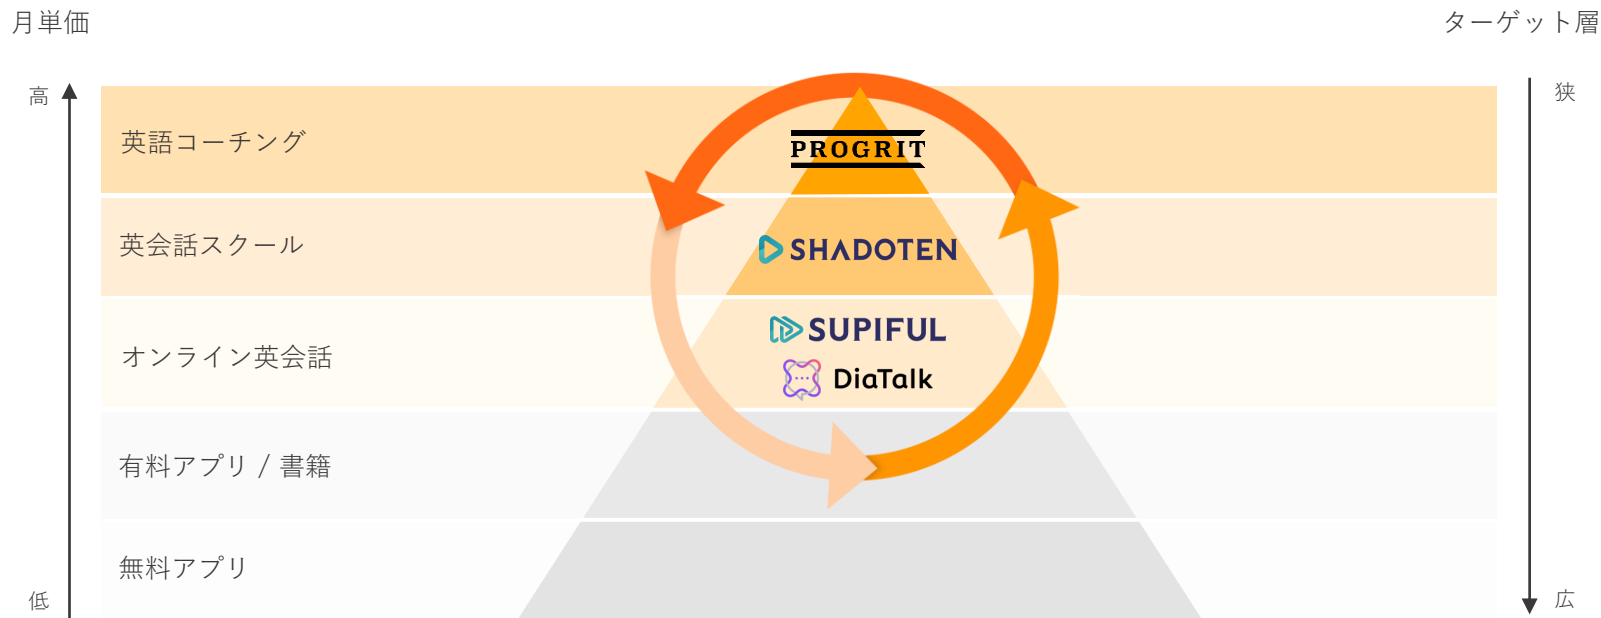 月単価
ターゲット層
高
狭
英語コーチング
PROGRIT
英会話スクール
SHADOTEN
オンライン英会話
SUPIFUL
DiaTalk
有料アプリ / 書籍
無料アプリ
低
広